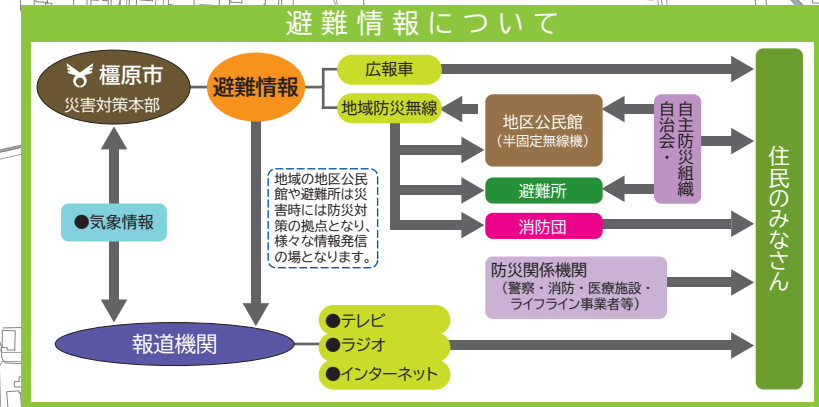 避難情報について
橿原市
災害対策本部
避難情報
広報車
地域防災無線
地区公民館
（半固定無線機）
自治会・
自主防災組織
避難所
消防団
住民のみなさん
●気象情報
地域の地区公民
館や避難所は災
害時には防災対
策の拠点となり、
様々な情報発信
の場となります。
防災関係機関
（警察・消防・医療施設・
ライフライン事業者等）
報道機関
●テレビ
●ラジオ
●インターネット